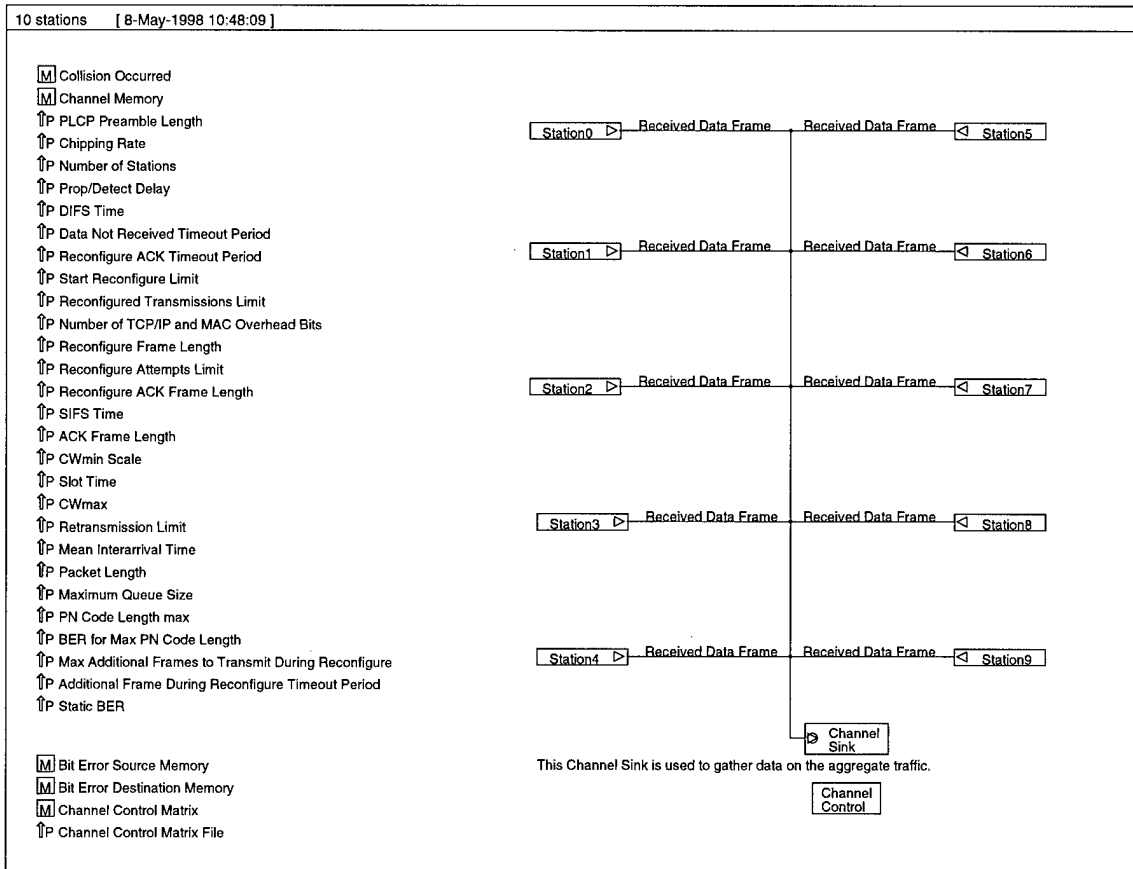 10 stations [ 8-May-1998 10:48:09 ]
M Collision Occurred
M Channel Memory
⇑P PLCP Preamble Length
⇑P Chipping Rate
⇑P Number of Stations
⇑P Prop/Detect Delay
⇑P DIFS Time
⇑P Data Not Received Timeout Period
⇑P Reconfigure ACK Timeout Period
⇑P Start Reconfigure Limit
⇑P Reconfigured Transmissions Limit
⇑P Number of TCP/IP and MAC Overhead Bits
⇑P Reconfigure Frame Length
⇑P Reconfigure Attempts Limit
⇑P Reconfigure ACK Frame Length
⇑P SIFS Time
⇑P ACK Frame Length
⇑P CWmin Scale
⇑P Slot Time
⇑P CWmax
⇑P Retransmission Limit
⇑P Mean Interarrival Time
⇑P Packet Length
⇑P Maximum Queue Size
⇑P PN Code Length max
⇑P BER for Max PN Code Length
⇑P Max Additional Frames to Transmit During Reconfigure
⇑P Additional Frame During Reconfigure Timeout Period
⇑P Static BER
M Bit Error Source Memory
M Bit Error Destination Memory
M Channel Control Matrix
⇑P Channel Control Matrix File
Station0 Received Data Frame Received Data Frame Station5
Station1 Received Data Frame Received Data Frame Station6
Station2 Received Data Frame Received Data Frame Station7
Station3 Received Data Frame Received Data Frame Station8
Station4 Received Data Frame Received Data Frame Station9
Channel
Sink
This Channel Sink is used to gather data on the aggregate traffic.
Channel
Control